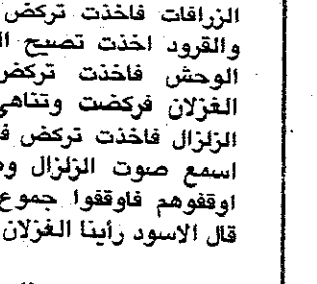 الزرافات فاخذت تركض
والقرود اخذت تصيح
الوحش فاخذت تركض
الغزلان فركضت وتناهى
الزلزال فاخذت تركض
اسمع صوت الزلزال
اوقفوهم فاوقفوا جموع
قال الاسود رأينا الغزلان